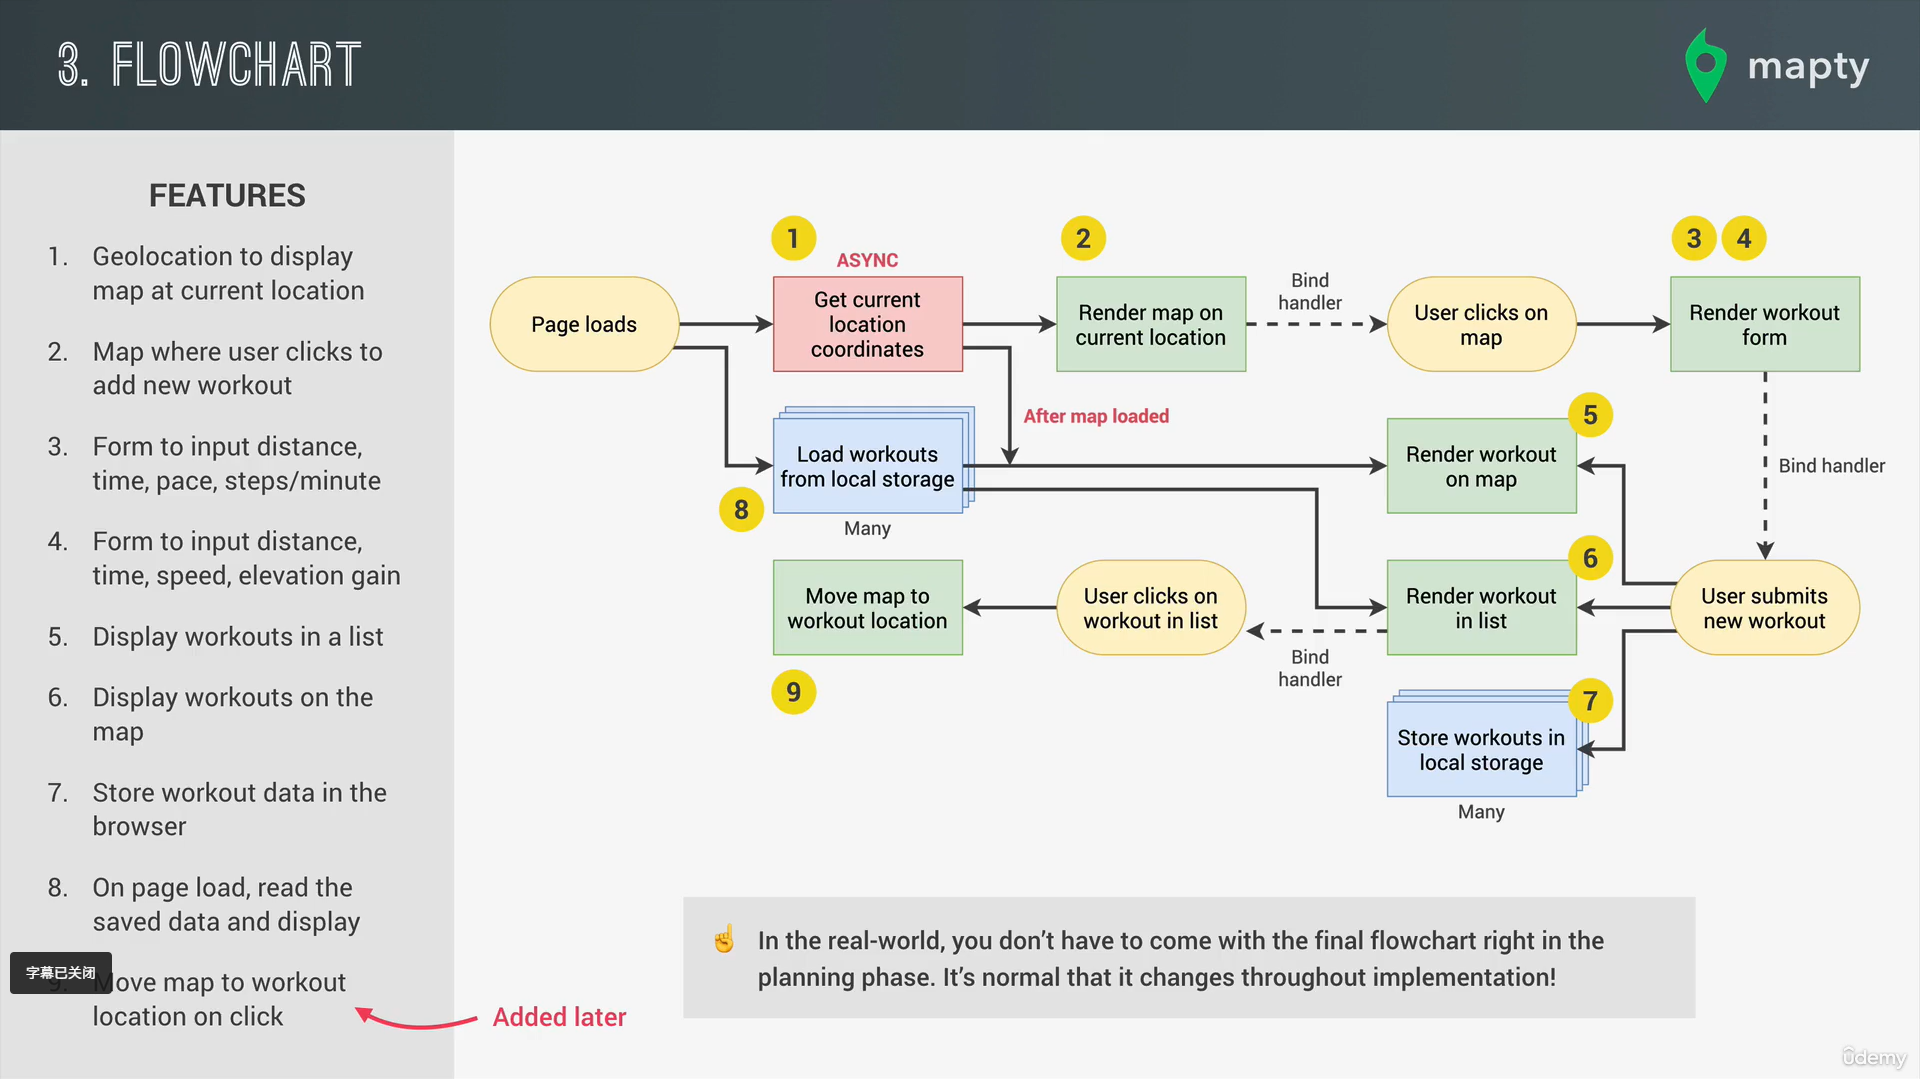 3. FLOWCHART
mapty
FEATURES
1. Geolocation to display
map at current location
2. Map where user clicks to
add new workout
3. Form to input distance,
time, pace, steps/minute
4. Form to input distance,
time, speed, elevation gain
5. Display workouts in a list
6. Display workouts on the
map
7. Store workout data in the
browser
8. On page load, read the
saved data and display
9. Move map to workout
location on click
字幕已关闭
Added later
1
2
3
4
ASYNC
Page loads
Get current
location
coordinates
Render map on
current location
Bind
handler
User clicks on
map
Render workout
form
After map loaded
5
Load workouts
from local storage
Render workout
on map
Bind handler
8
Many
6
Move map to
workout location
User clicks on
workout in list
Render workout
in list
User submits
new workout
Bind
handler
9
7
Store workouts in
local storage
Many
☝ In the real-world, you don’t have to come with the final flowchart right in the
planning phase. It’s normal that it changes throughout implementation!
ûdemy